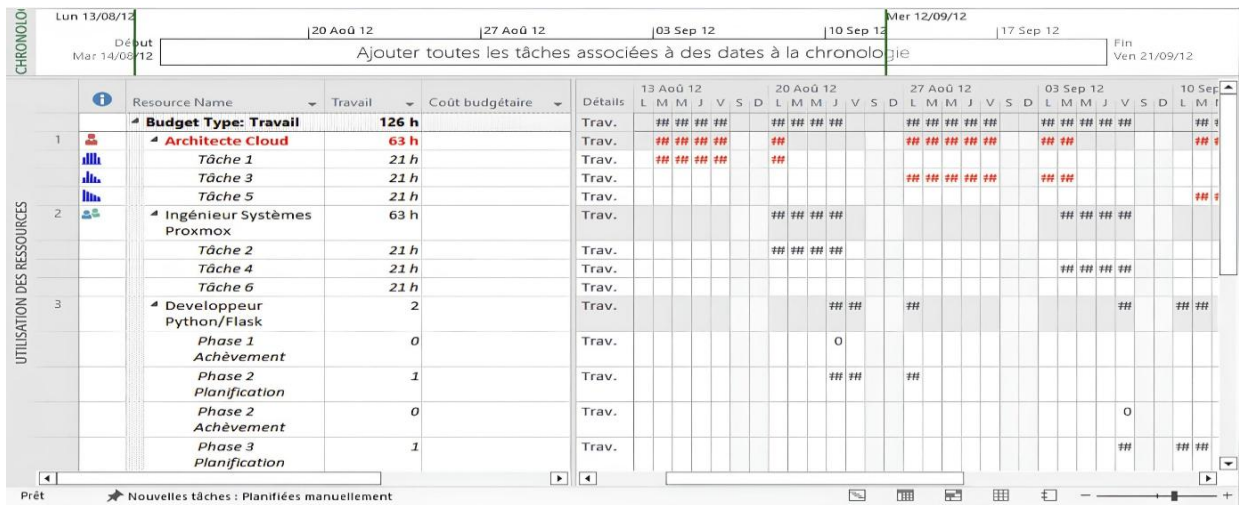 CHRONOLO
Lun 13/08/12
Mer 12/09/12
20 Aoû 12
27 Aoû 12
03 Sep 12
10 Sep 12
17 Sep 12
Début
Mar 14/08/12
Ajouter toutes les tâches associées à des dates à la chronologie
Fin
Ven 21/09/12
UTILISATION DES RESSOURCES
13 Aoû 12 20 Aoû 12 27 Aoû 12 03 Sep 12 10 Sep
Resource Name Travail Coût budgétaire Détails L M M J V S D L M M J V S D L M M J V S D L M M J V S D L M
Budget Type: Travail 126 h Trav. ## ## ## ## ## ## ## ## ## ## ## ## ## ## ## ## ## ## ##
1 Architecte Cloud 63 h Trav. ## ## ## ## ## ## ## ## ## ## ## ## ##
Tâche 1 21 h Trav. ## ## ## ## ##
Tâche 3 21 h Trav. ## ## ## ## ## ## ##
Tâche 5 21 h Trav. ##
2 Ingénieur Systèmes 63 h Trav. ## ## ## ## ## ## ## ##
Proxmox
Tâche 2 21 h Trav. ## ## ## ##
Tâche 4 21 h Trav. ## ## ## ##
Tâche 6 21 h Trav.
3 Developpeur 2 Trav. ## ## ## ## ## ##
Python/Flask
Phase 1 0 Trav. 0
Achèvement
Phase 2 1 Trav. ## ## ##
Planification
Phase 2 0 Trav. 0
Achèvement
Phase 3 1 Trav. ## ## ##
Planification
Prêt Nouvelles tâches : Planifiées manuellement